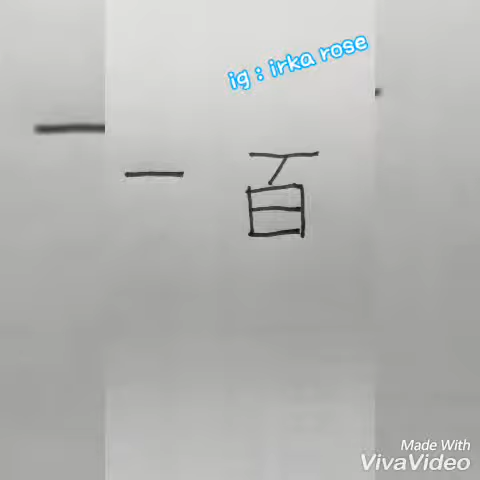 ig : irka rose
一 百
Made With
VivaVideo